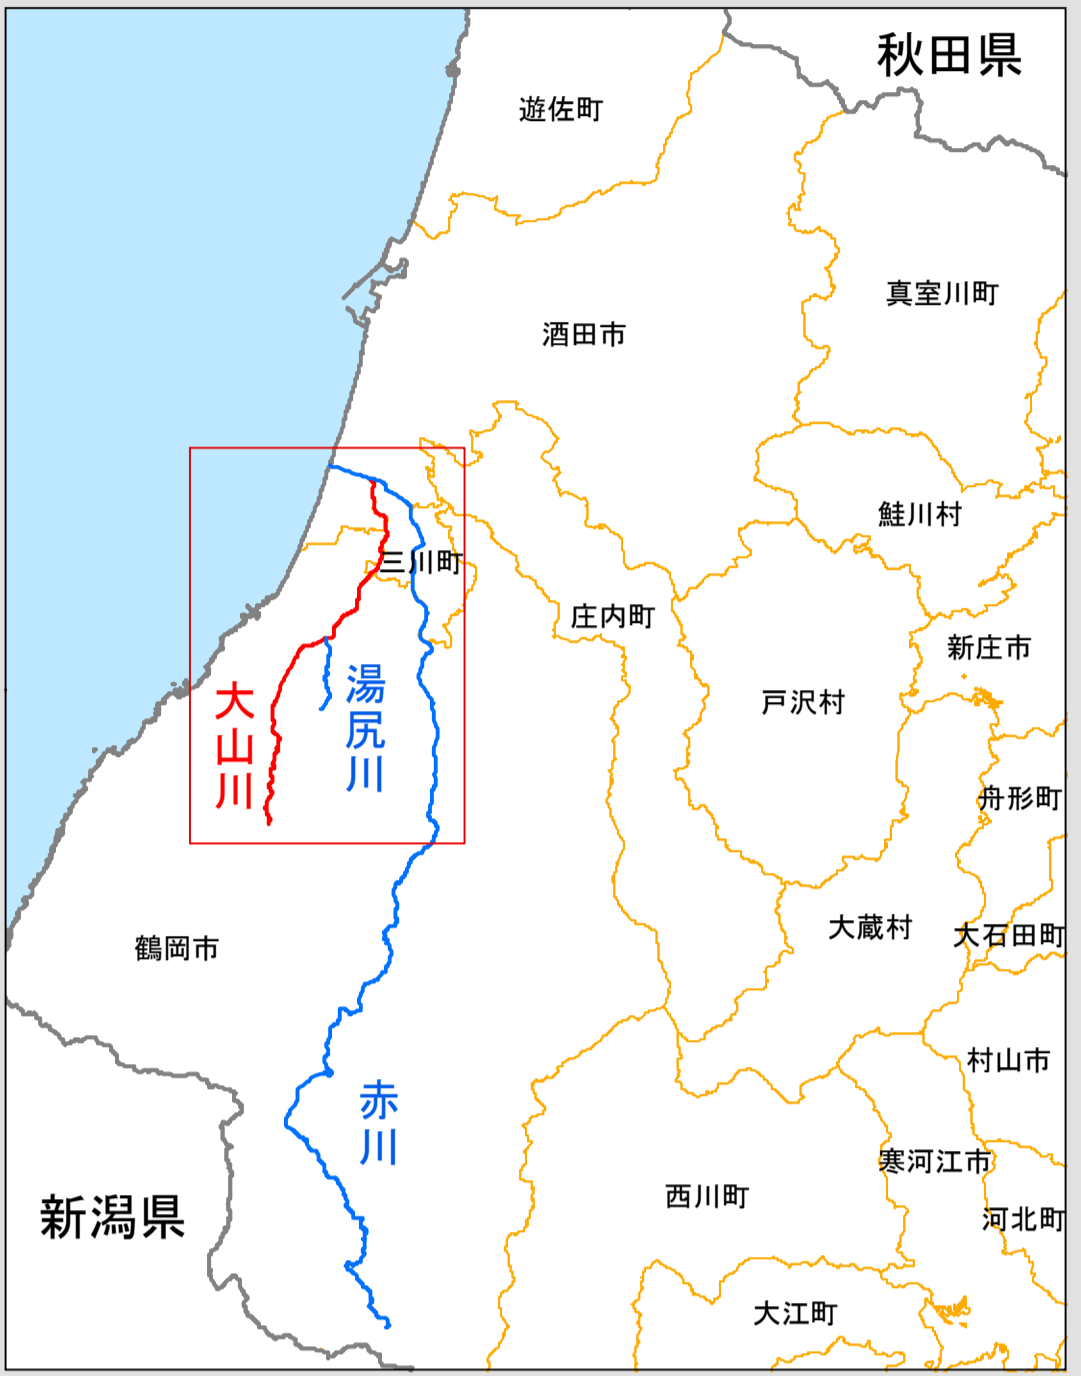 秋田県
遊佐町
真室川町
酒田市
鮭川村
三川町
庄内町
新庄市
戸沢村
湯尻川
大山川
舟形町
大蔵村
大石田町
鶴岡市
村山市
赤川
寒河江市
西川町
新潟県
河北町
大江町